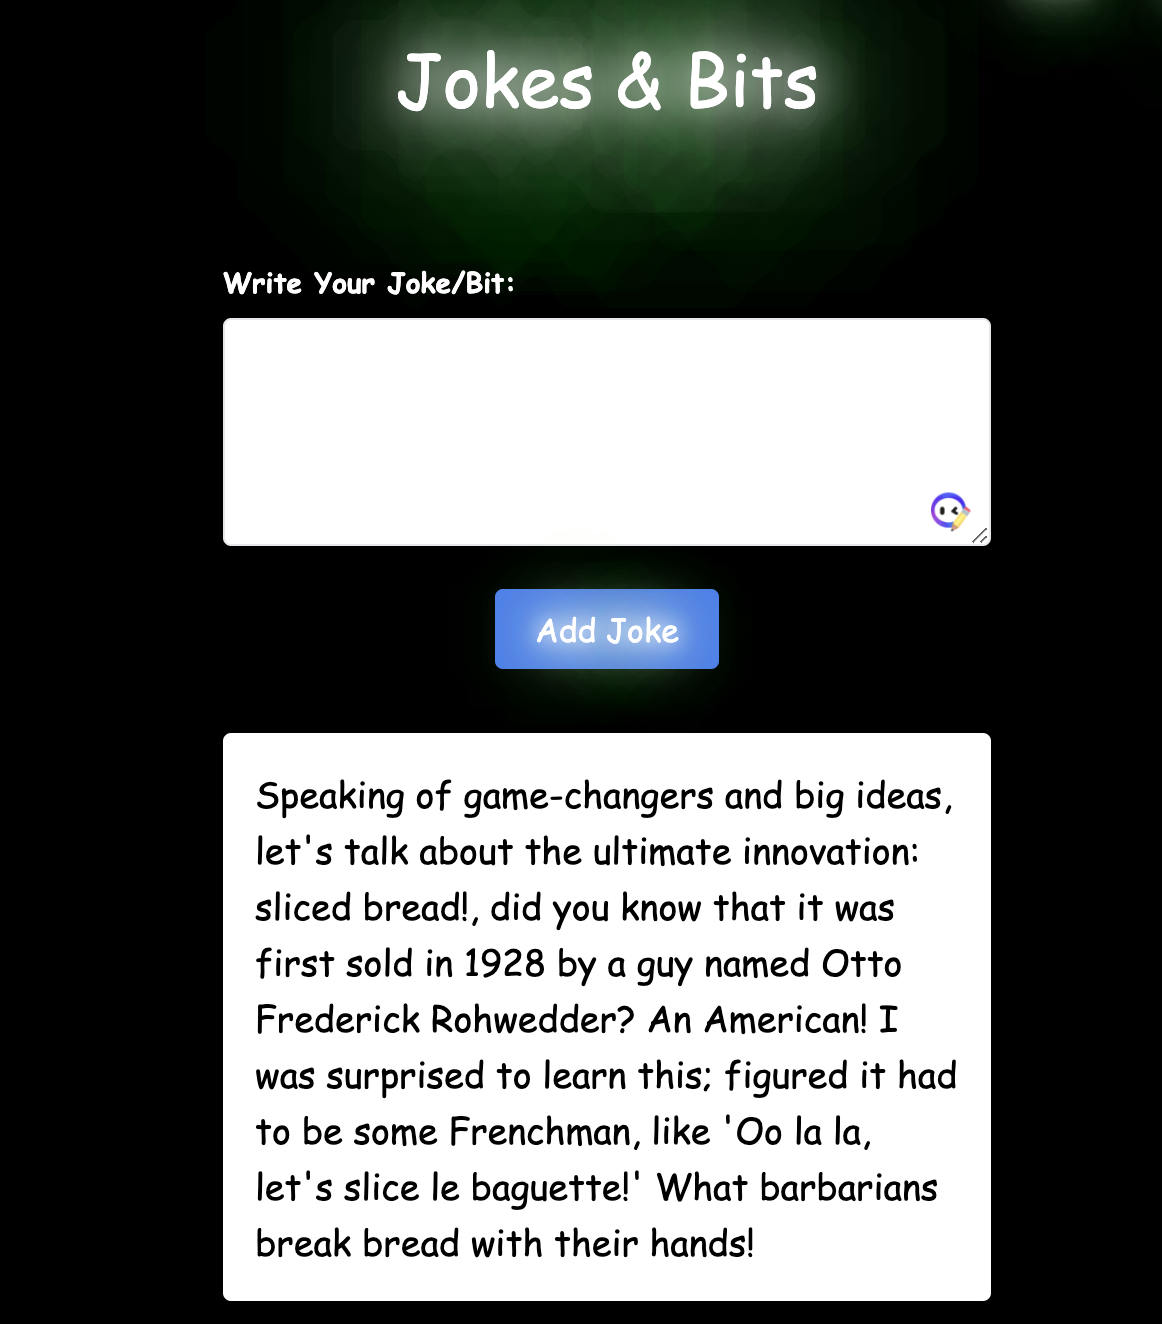 Jokes & Bits
Write Your Joke/Bit:
Add Joke
Speaking of game-changers and big ideas,
let's talk about the ultimate innovation:
sliced bread!, did you know that it was
first sold in 1928 by a guy named Otto
Frederick Rohwedder? An American! I
was surprised to learn this; figured it had
to be some Frenchman, like 'Oo la la,
let's slice le baguette!' What barbarians
break bread with their hands!